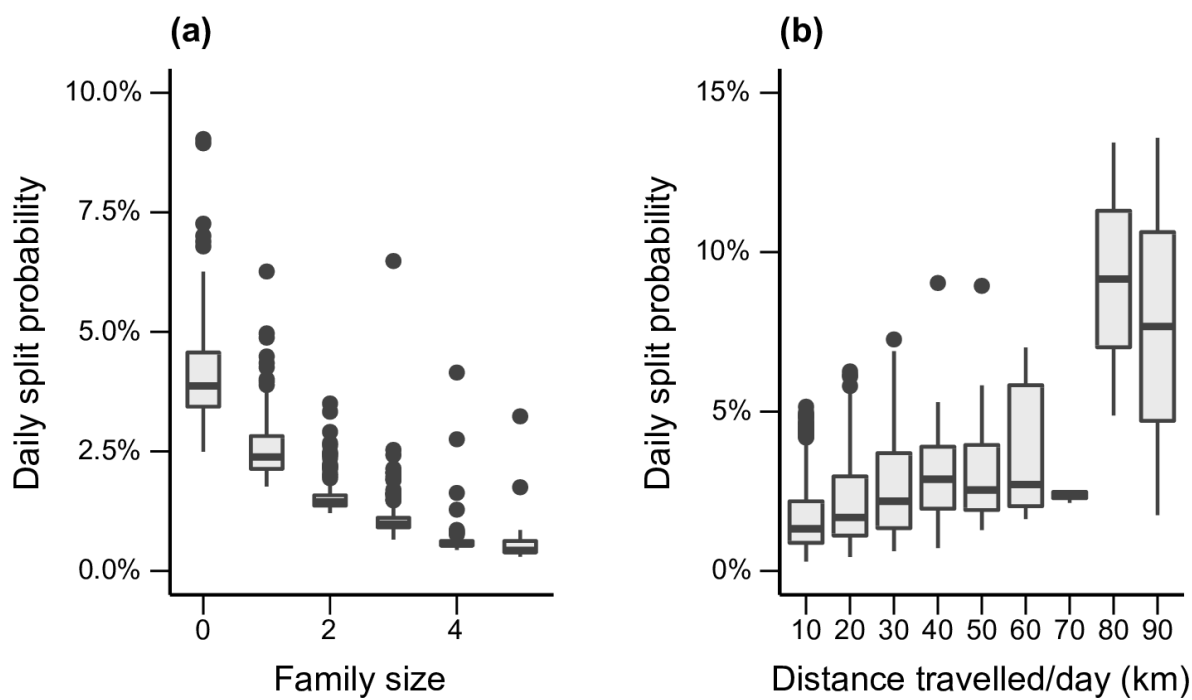 (a)
Daily split probability
10.0%
7.5%
5.0%
2.5%
0.0%
0 2 4
Family size
(b)
Daily split probability
15%
10%
5%
0%
10 20 30 40 50 60 70 80 90
Distance travelled/day (km)